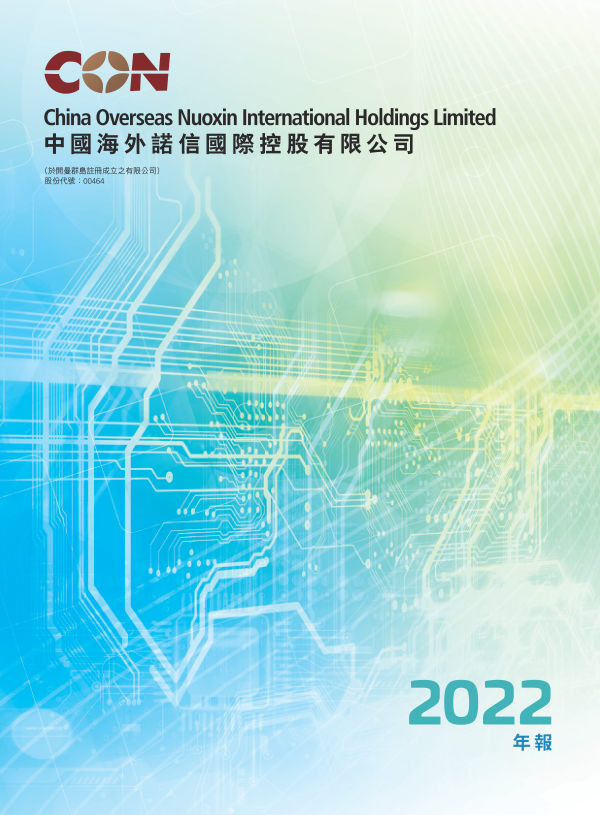 CON
China Overseas Nuoxin International Holdings Limited
中國海外諾信國際控股有限公司
（於開曼群島註冊成立之有限公司）
股份代號：00464
2022
年報